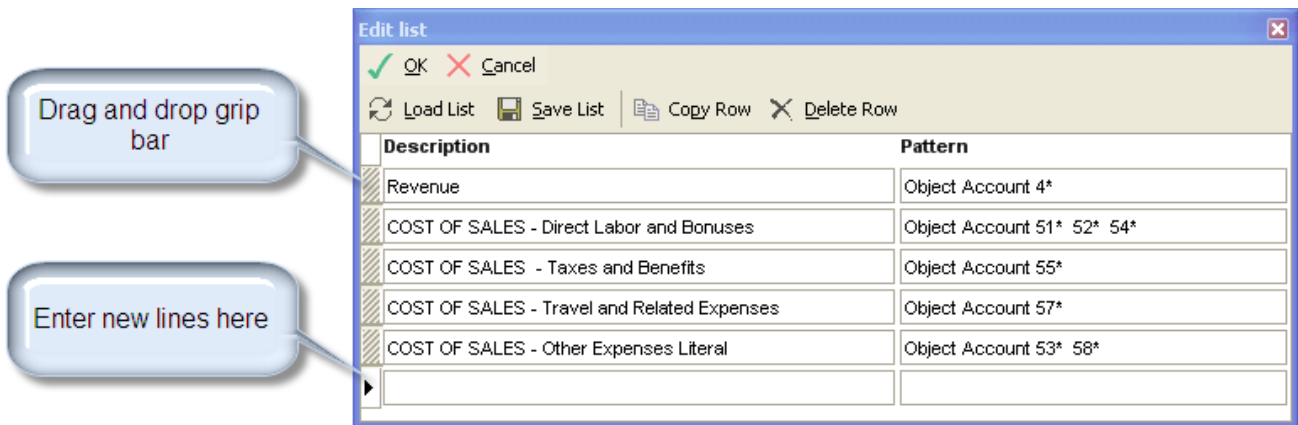 Edit list
OK Cancel
Load List Save List Copy Row Delete Row
Drag and drop grip
bar
Description Pattern
Revenue Object Account 4*
COST OF SALES - Direct Labor and Bonuses Object Account 51* 52* 54*
COST OF SALES - Taxes and Benefits Object Account 55*
Enter new lines here
COST OF SALES - Travel and Related Expenses Object Account 57*
COST OF SALES - Other Expenses Literal Object Account 53* 58*